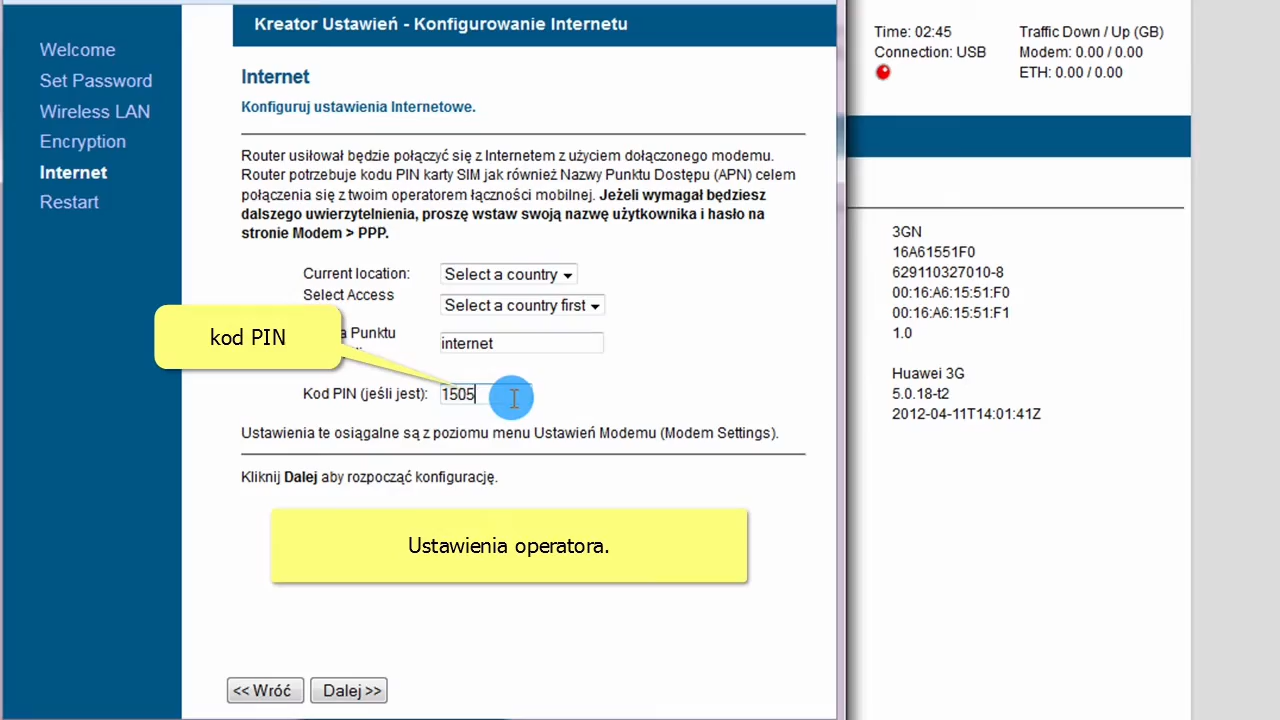 Kreator Ustawień - Konfigurowanie Internetu
Welcome
Set Password
Wireless LAN
Encryption
Internet
Restart
Internet
Konfiguruj ustawienia Internetowe.
Router usiłował będzie połączyć się z Internetem z użyciem dołączonego modemu.
Router potrzebuje kodu PIN karty SIM jak również Nazwy Punktu Dostępu (APN) celem
połączenia się z twoim operatorem łączności mobilnej. Jeżeli wymagał będziesz
dalszego uwierzytelnienia, proszę wstaw swoją nazwę użytkownika i hasło na
stronie Modem > PPP.
Current location: Select a country
Select Access Select a country first
a Punktu internet
kod PIN
Kod PIN (jeśli jest): 1505
Ustawienia te osiągalne są z poziomu menu Ustawień Modemu (Modem Settings).
Kliknij Dalej aby rozpocząć konfigurację.
Ustawienia operatora.
<< Wróć Dalej >>
Time: 02:45 Traffic Down / Up (GB)
Connection: USB Modem: 0.00 / 0.00
ETH: 0.00 / 0.00
3GN
16A61551F0
629110327010-8
00:16:A6:15:51:F0
00:16:A6:15:51:F1
1.0
Huawei 3G
5.0.18-t2
2012-04-11T14:01:41Z